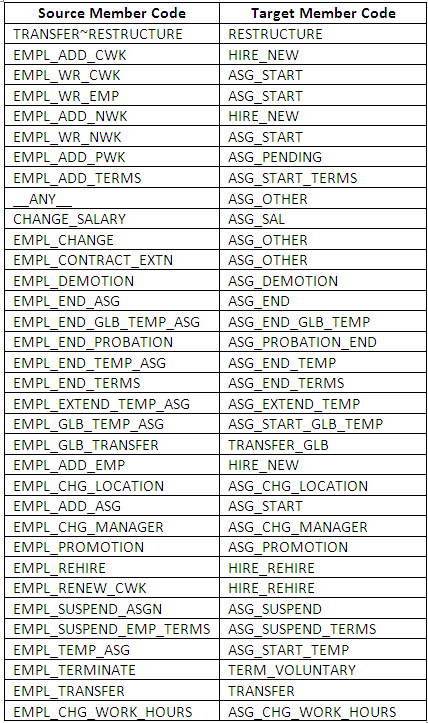 Source Member Code Target Member Code
TRANSFER~RESTRUCTURE RESTRUCTURE
EMPL_ADD_CWK HIRE_NEW
EMPL_WR_CWK ASG_START
EMPL_WR_EMP ASG_START
EMPL_ADD_NWK HIRE_NEW
EMPL_WR_NWK ASG_START
EMPL_ADD_PWK ASG_PENDING
EMPL_ADD_TERMS ASG_START_TERMS
__ANY__ ASG_OTHER
CHANGE_SALARY ASG_SAL
EMPL_CHANGE ASG_OTHER
EMPL_CONTRACT_EXTN ASG_OTHER
EMPL_DEMOTION ASG_DEMOTION
EMPL_END_ASG ASG_END
EMPL_END_GLB_TEMP_ASG ASG_END_GLB_TEMP
EMPL_END_PROBATION ASG_PROBATION_END
EMPL_END_TEMP_ASG ASG_END_TEMP
EMPL_END_TERMS ASG_END_TERMS
EMPL_EXTEND_TEMP_ASG ASG_EXTEND_TEMP
EMPL_GLB_TEMP_ASG ASG_START_GLB_TEMP
EMPL_GLB_TRANSFER TRANSFER_GLB
EMPL_ADD_EMP HIRE_NEW
EMPL_CHG_LOCATION ASG_CHG_LOCATION
EMPL_ADD_ASG ASG_START
EMPL_CHG_MANAGER ASG_CHG_MANAGER
EMPL_PROMOTION ASG_PROMOTION
EMPL_REHIRE HIRE_REHIRE
EMPL_RENEW_CWK HIRE_REHIRE
EMPL_SUSPEND_ASGN ASG_SUSPEND
EMPL_SUSPEND_EMP_TERMS ASG_SUSPEND_TERMS
EMPL_TEMP_ASG ASG_START_TEMP
EMPL_TERMINATE TERM_VOLUNTARY
EMPL_TRANSFER TRANSFER
EMPL_CHG_WORK_HOURS ASG_CHG_WORK_HOURS